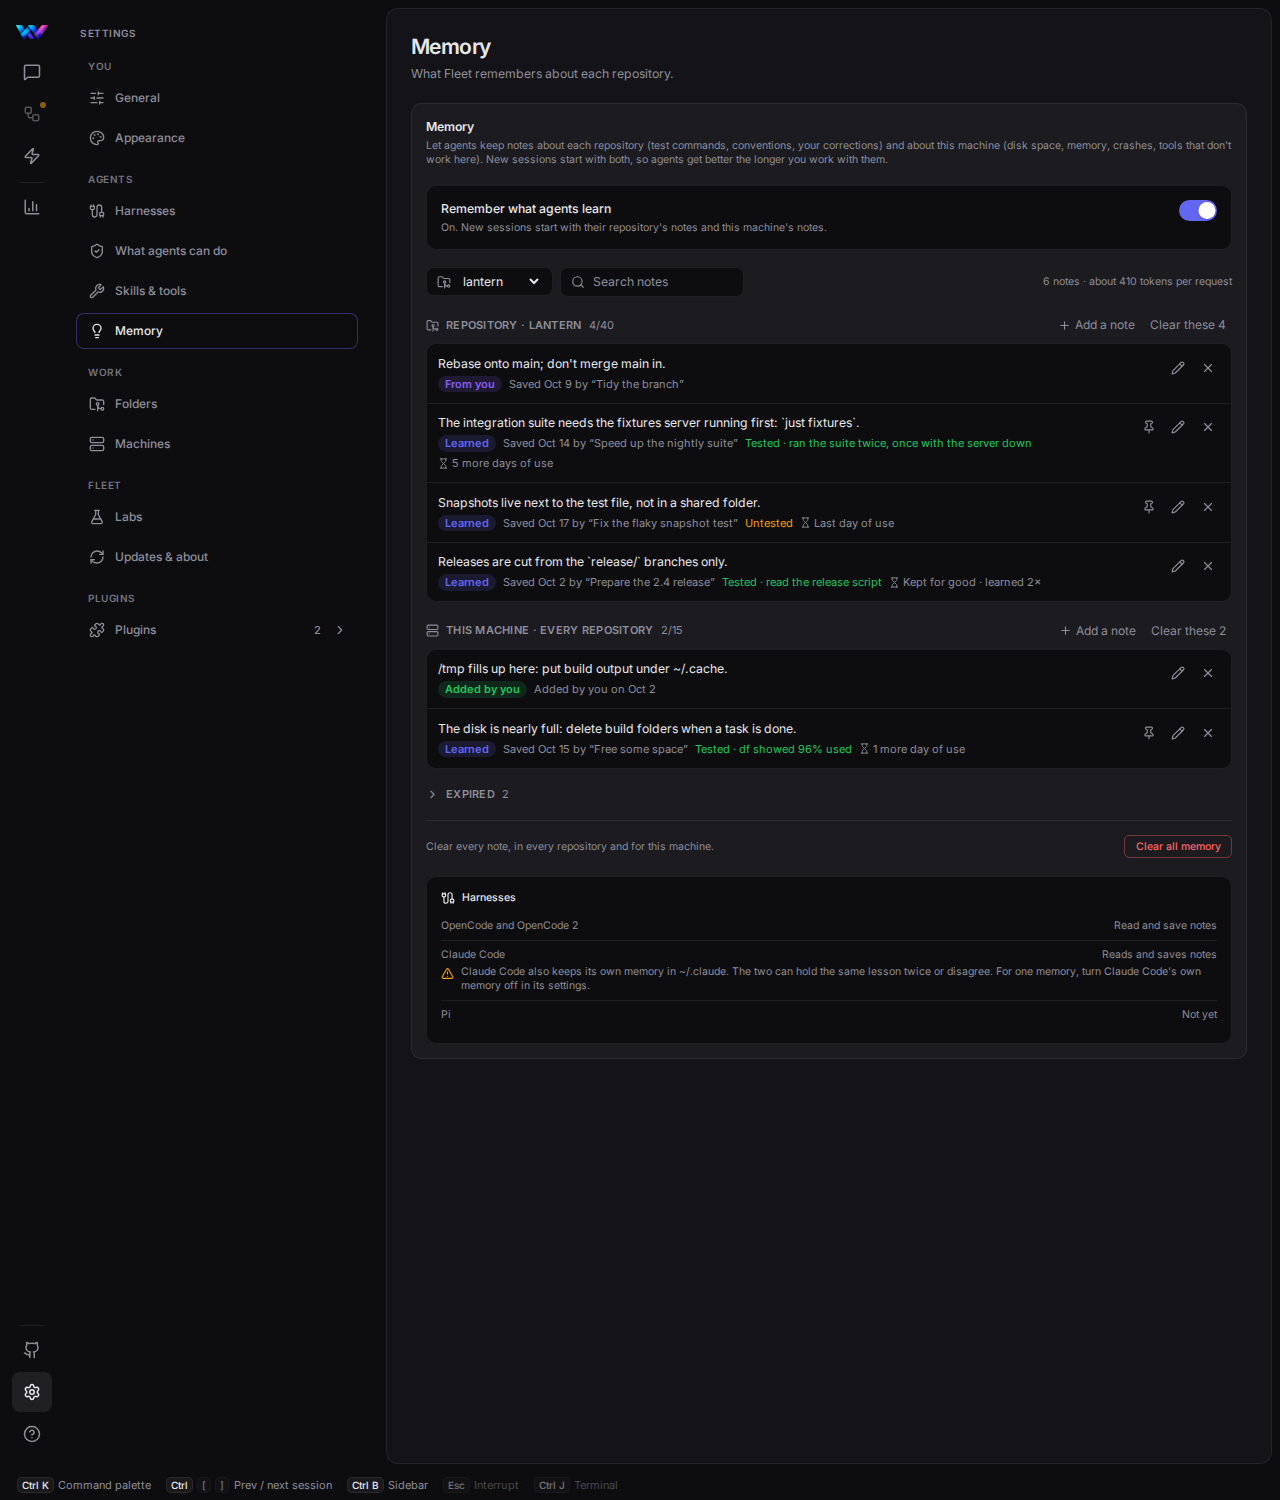 SETTINGS
YOU
General
Appearance
AGENTS
Harnesses
What agents can do
Skills & tools
Memory
WORK
Folders
Machines
FLEET
Labs
Updates & about
PLUGINS
Plugins 2
Memory
What Fleet remembers about each repository.
Memory
Let agents keep notes about each repository (test commands, conventions, your corrections) and about this machine (disk space, memory, crashes, tools that don't
work here). New sessions start with both, so agents get better the longer you work with them.
Remember what agents learn
On. New sessions start with their repository's notes and this machine's notes.
lantern
Search notes
6 notes · about 410 tokens per request
REPOSITORY · LANTERN 4/40
Add a note Clear these 4
Rebase onto main; don't merge main in.
From you Saved Oct 9 by “Tidy the branch”
The integration suite needs the fixtures server running first: `just fixtures`.
Learned Saved Oct 14 by “Speed up the nightly suite” Tested · ran the suite twice, once with the server down
5 more days of use
Snapshots live next to the test file, not in a shared folder.
Learned Saved Oct 17 by “Fix the flaky snapshot test” Untested Last day of use
Releases are cut from the `release/` branches only.
Learned Saved Oct 2 by “Prepare the 2.4 release” Tested · read the release script Kept for good · learned 2×
THIS MACHINE · EVERY REPOSITORY 2/15
Add a note Clear these 2
/tmp fills up here: put build output under ~/.cache.
Added by you Added by you on Oct 2
The disk is nearly full: delete build folders when a task is done.
Learned Saved Oct 15 by “Free some space” Tested · df showed 96% used 1 more day of use
EXPIRED 2
Clear every note, in every repository and for this machine.
Clear all memory
Harnesses
OpenCode and OpenCode 2 Read and save notes
Claude Code Reads and saves notes
Claude Code also keeps its own memory in ~/.claude. The two can hold the same lesson twice or disagree. For one memory, turn Claude Code's own
memory off in its settings.
Pi Not yet
Ctrl K Command palette Ctrl [ ] Prev / next session Ctrl B Sidebar Esc Interrupt Ctrl J Terminal